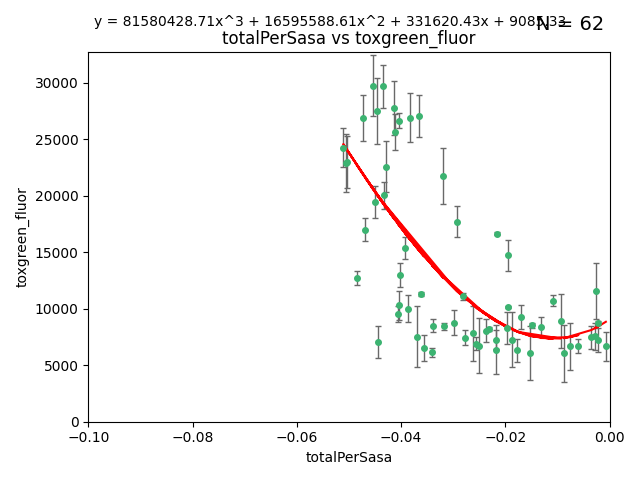 y = 81580428.71x^3 + 16595588.61x^2 + 331620.43x + 9085.33
N = 62
totalPerSasa vs toxgreen_fluor
toxgreen_fluor
30000
25000
20000
15000
10000
5000
0
−0.10
−0.08
−0.06
−0.04
−0.02
0.00
totalPerSasa